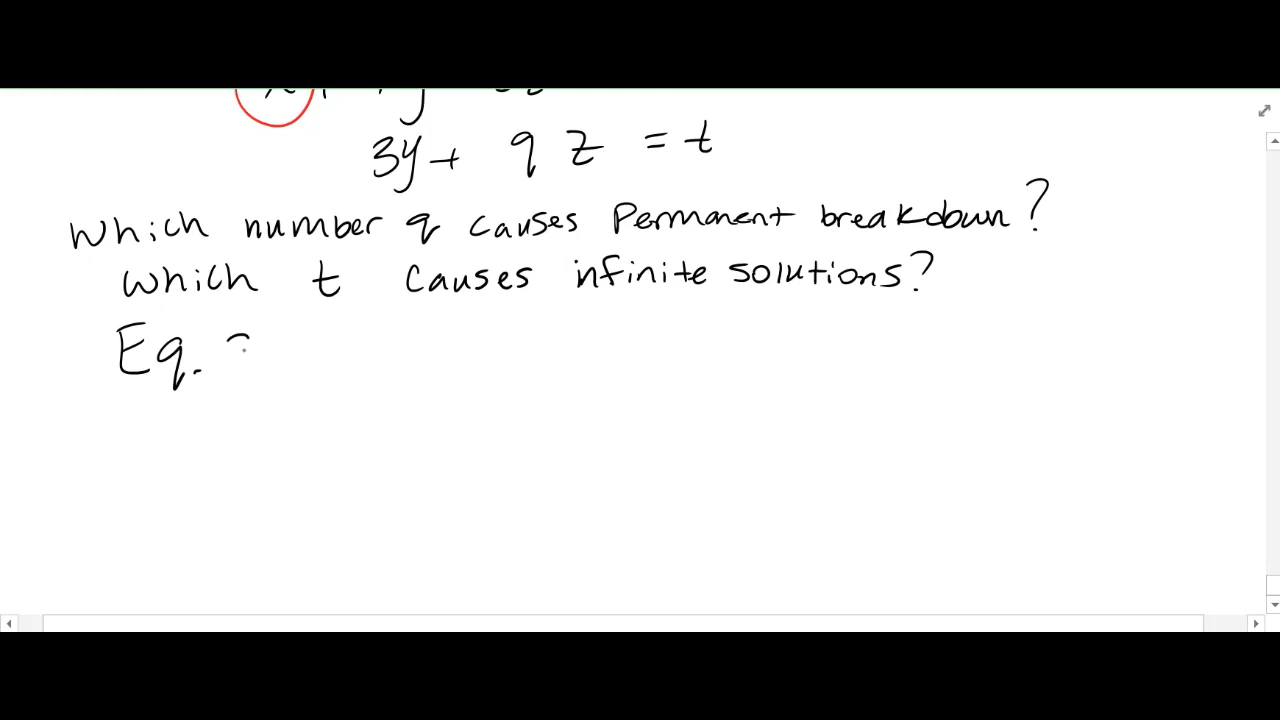 3y + q z = t
Which number q causes Permanent breakdown?
which t causes infinite solutions?
Eq.